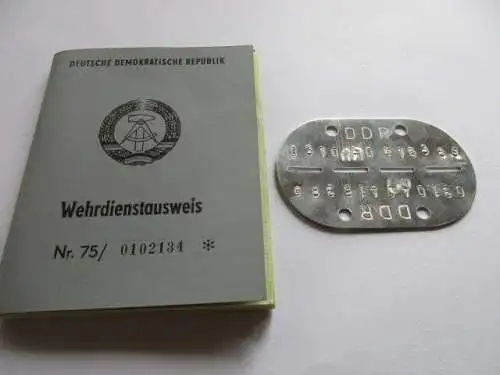 DEUTSCHE DEMOKRATISCHE REPUBLIK
Wehrdienstausweis
Nr. 75/ 0102134 *
DDR
DDR